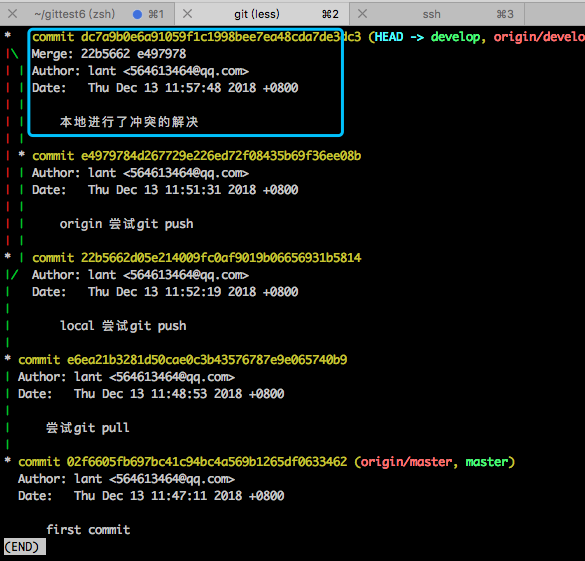 ~/gittest6 (zsh) ⌘1 git (less) ⌘2 ssh ⌘3
* commit dc7a9b0e6a91059f1c1998bee7ea48cda7de3dc3 (HEAD -> develop, origin/develo
|\ Merge: 22b5662 e497978
| | Author: lant <564613464@qq.com>
| | Date: Thu Dec 13 11:57:48 2018 +0800
| |
| | 本地进行了冲突的解决
| |
| * commit e4979784d267729e226ed72f08435b69f36ee08b
| | Author: lant <564613464@qq.com>
| | Date: Thu Dec 13 11:51:31 2018 +0800
| |
| | origin 尝试git push
| |
* | commit 22b5662d05e214009fc0af9019b06656931b5814
|/ Author: lant <564613464@qq.com>
| Date: Thu Dec 13 11:52:19 2018 +0800
|
| local 尝试git push
|
* commit e6ea21b3281d50cae0c3b43576787e9e065740b9
| Author: lant <564613464@qq.com>
| Date: Thu Dec 13 11:48:53 2018 +0800
|
| 尝试git pull
|
* commit 02f6605fb697bc41c94bc4a569b1265df0633462 (origin/master, master)
Author: lant <564613464@qq.com>
Date: Thu Dec 13 11:47:11 2018 +0800
first commit
(END)